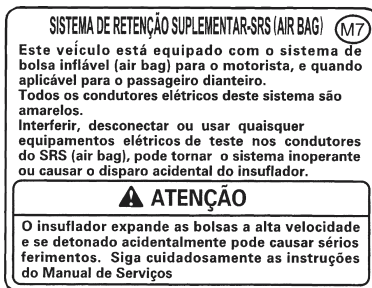 SISTEMA DE RETENÇÃO SUPLEMENTAR-SRS (AIR BAG) M7
Este veículo está equipado com o sistema de
bolsa inflável (air bag) para o motorista, e quando
aplicável para o passageiro dianteiro.
Todos os condutores elétricos deste sistema são
amarelos.
Interferir, desconectar ou usar quaisquer
equipamentos elétricos de teste nos condutores
do SRS (air bag), pode tornar o sistema inoperante
ou causar o disparo acidental do insuflador.
ATENÇÃO
O insuflador expande as bolsas a alta velocidade
e se detonado acidentalmente pode causar sérios
ferimentos. Siga cuidadosamente as instruções
do Manual de Serviços